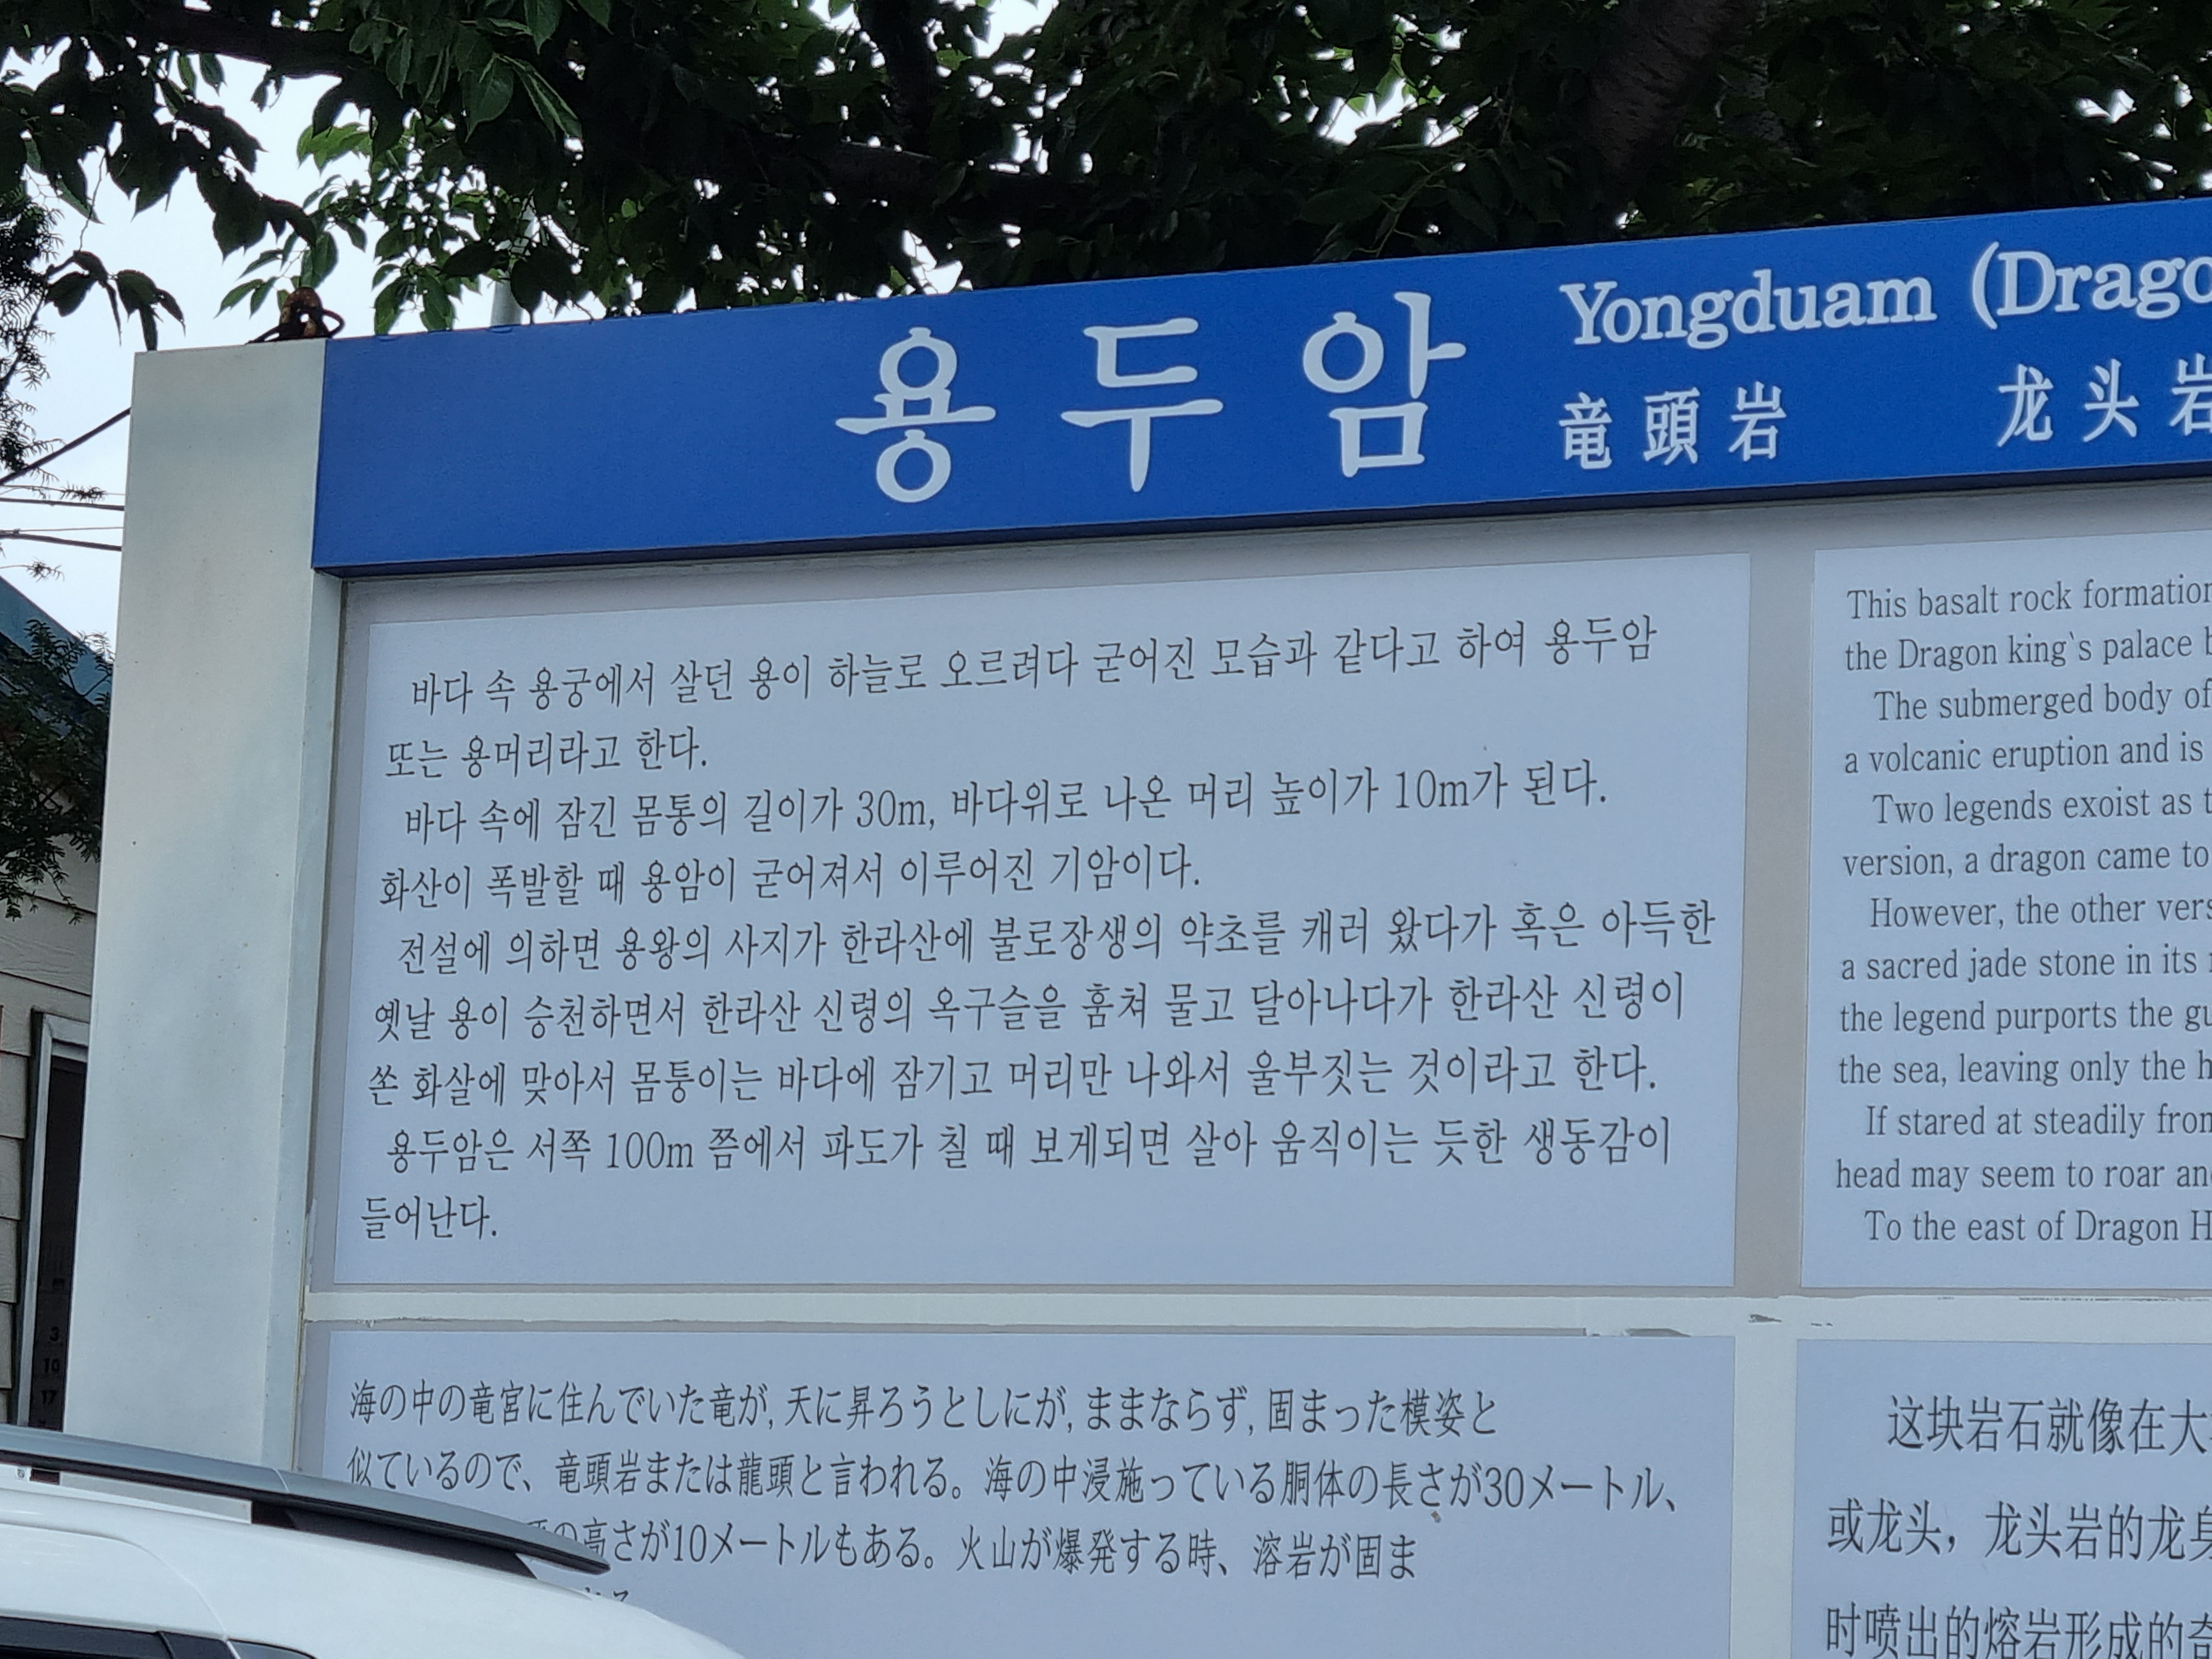 용두암
Yongduam (Drago
竜頭岩
龙头岩
바다 속 용궁에서 살던 용이 하늘로 오르려다 굳어진 모습과 같다고 하여 용두암
또는 용머리라고 한다.
바다 속에 잠긴 몸통의 길이가 30m, 바다위로 나온 머리 높이가 10m가 된다.
화산이 폭발할 때 용암이 굳어져서 이루어진 기암이다.
전설에 의하면 용왕의 사지가 한라산에 불로장생의 약초를 캐러 왔다가 혹은 아득한
옛날 용이 승천하면서 한라산 신령의 옥구슬을 훔쳐 물고 달아나다가 한라산 신령이
쏜 화살에 맞아서 몸퉁이는 바다에 잠기고 머리만 나와서 울부짓는 것이라고 한다.
용두암은 서쪽 100m 쯤에서 파도가 칠 때 보게되면 살아 움직이는 듯한 생동감이
들어난다.
This basalt rock formation
the Dragon king's palace b
The submerged body of
a volcanic eruption and is
Two legends exoist as t
version, a dragon came to
However, the other vers
a sacred jade stone in its
the legend purports the gu
the sea, leaving only the h
If stared at steadily from
head may seem to roar an
To the east of Dragon H
海の中の竜宮に住んでいた竜が, 天に昇ろうとしにが, ままならず, 固まった模姿と
似ているので、竜頭岩または龍頭と言われる。海の中浸施っている胴体の長さが30メートル、
の高さが10メートルもある。火山が爆発する時、溶岩が固ま
这块岩石就像在大
或龙头，龙头岩的龙身
时喷出的熔岩形成的奇
3
10
17